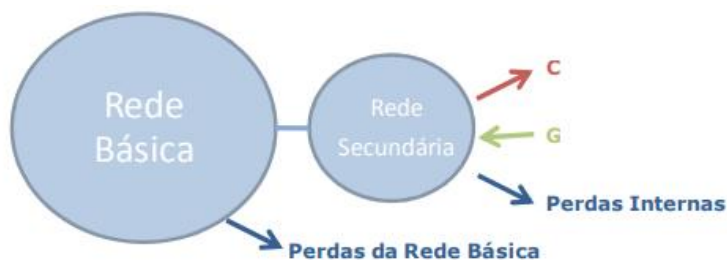 Rede
Básica
Rede
Secundária
C
G
Perdas Internas
Perdas da Rede Básica